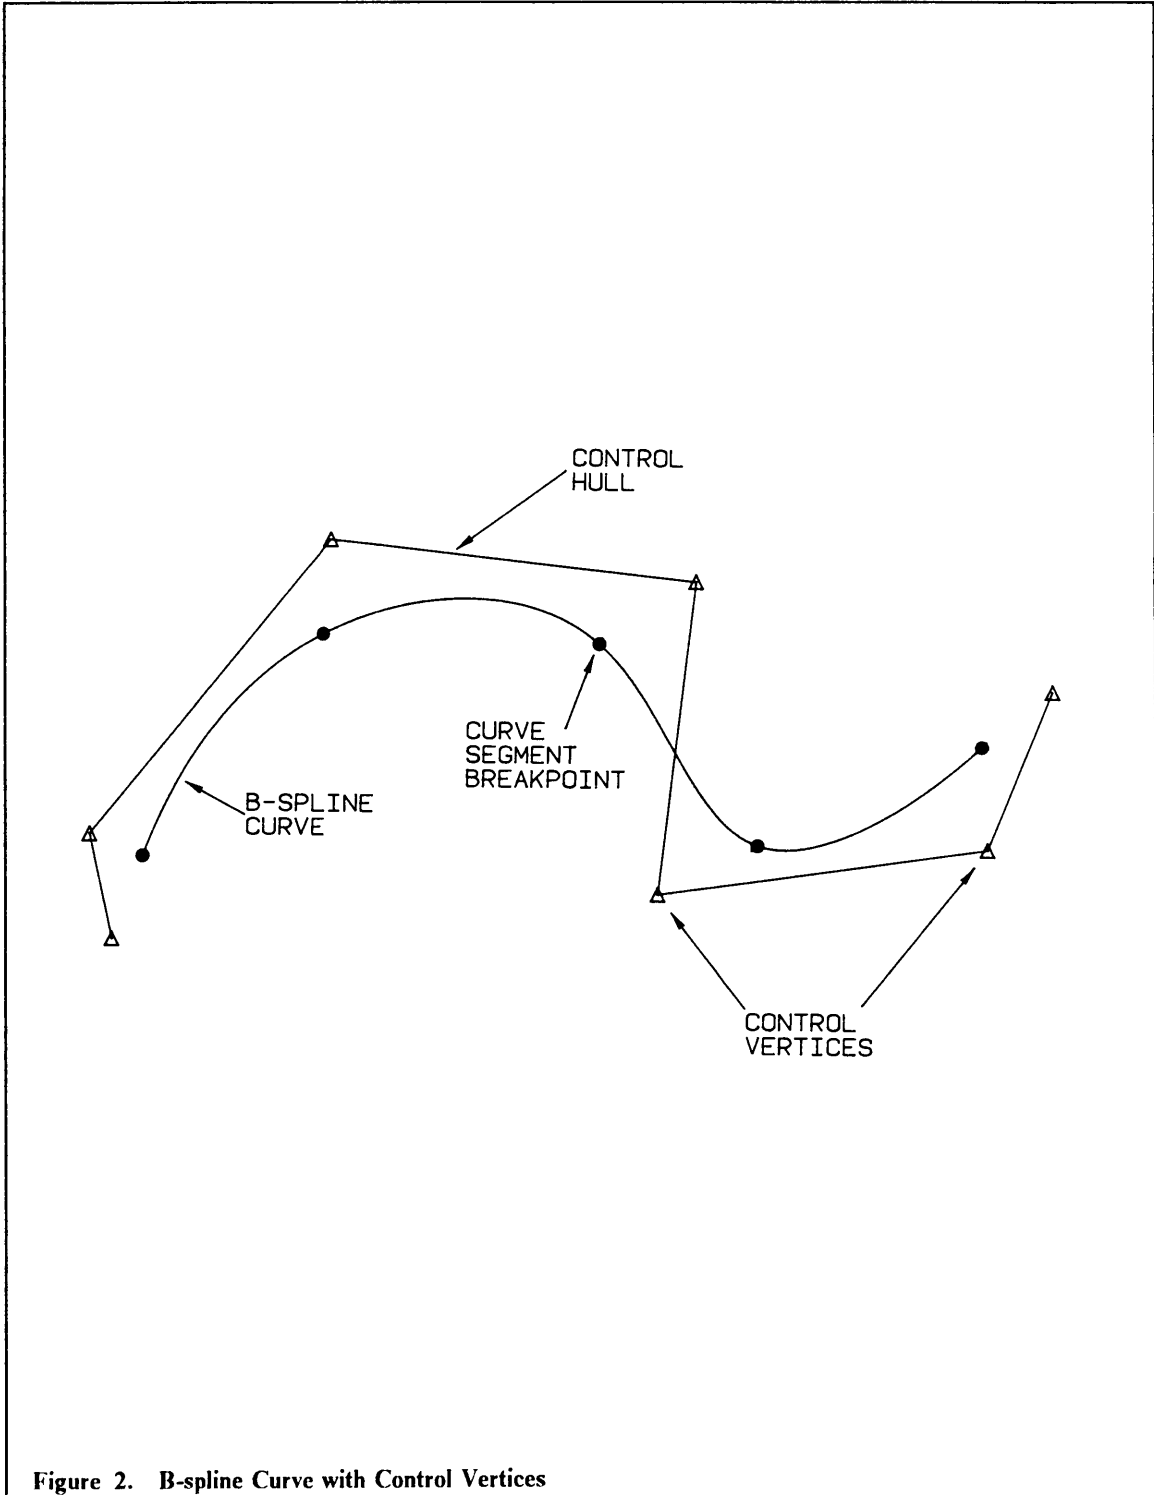 CONTROL
HULL
CURVE
SEGMENT
BREAKPOINT
B-SPLINE
CURVE
CONTROL
VERTICES
Figure 2. B-spline Curve with Control Vertices